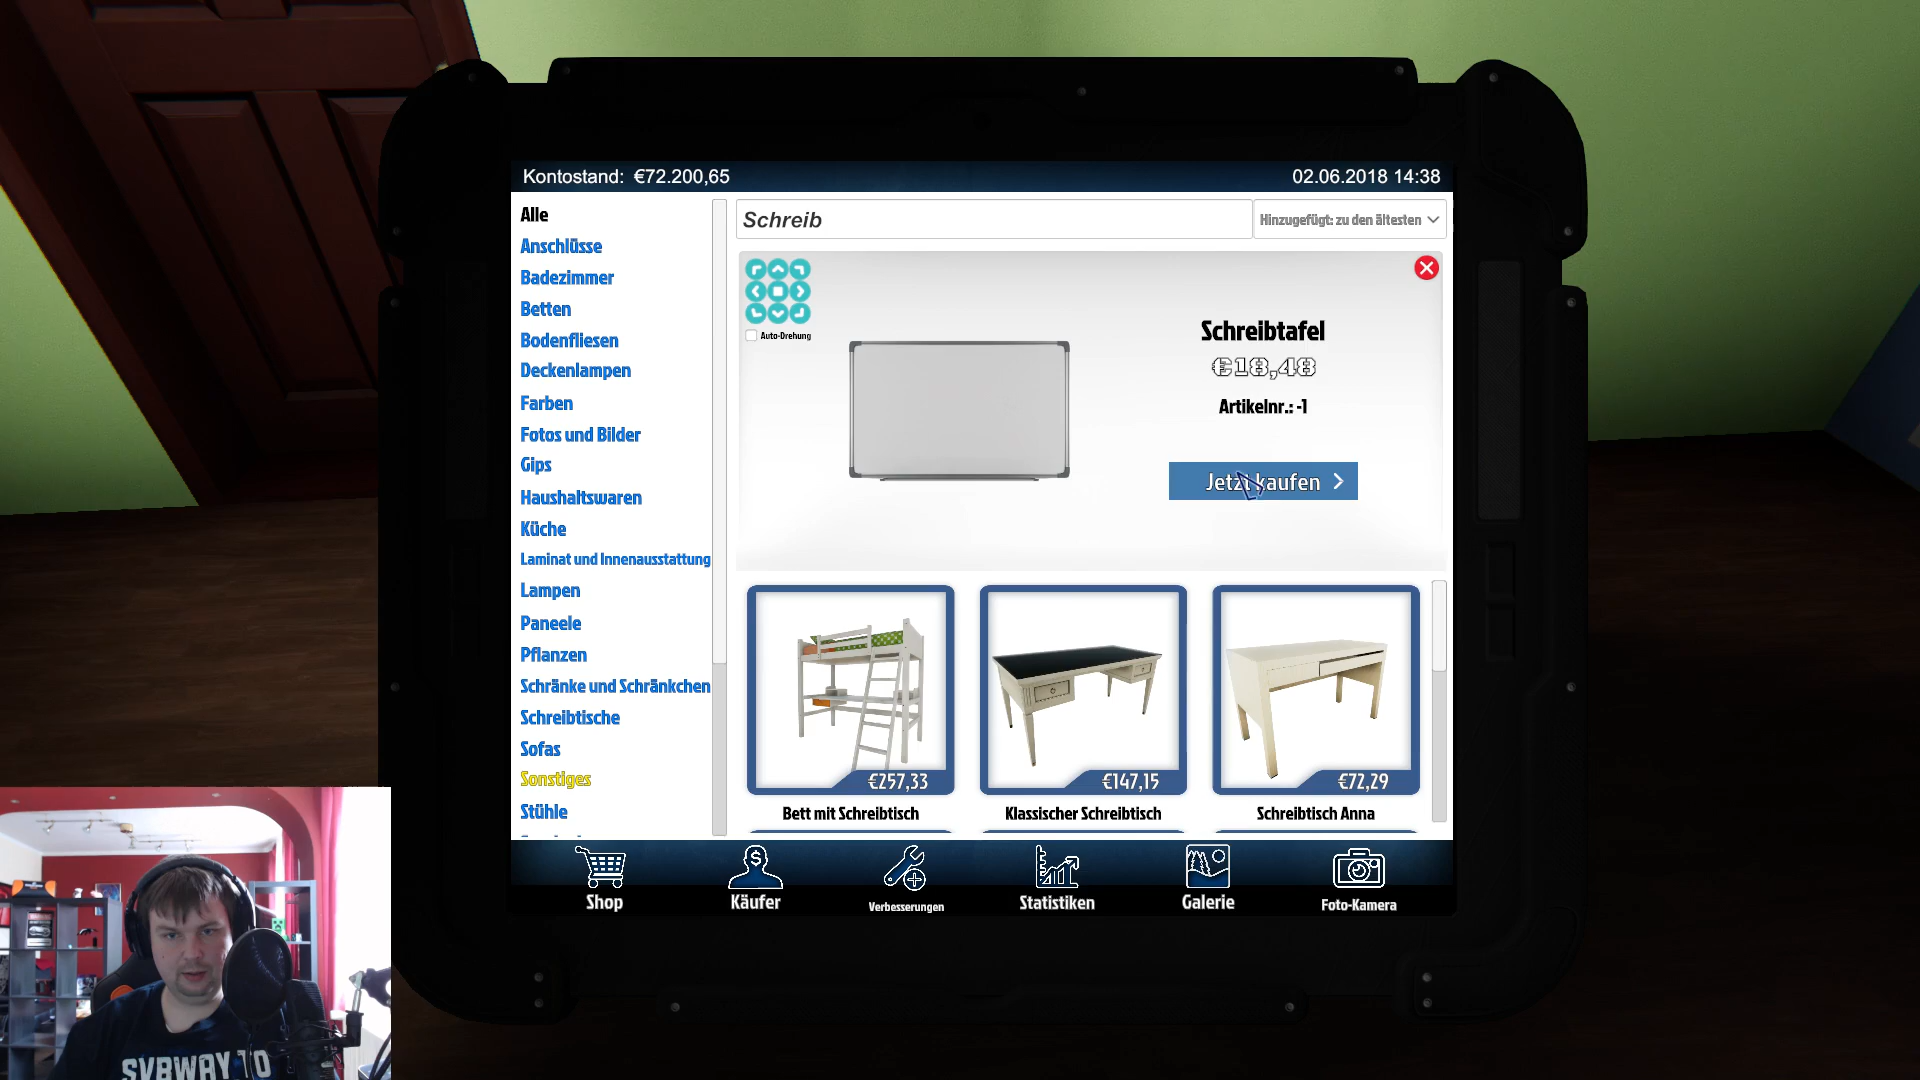 Kontostand: €72.200,65
02.06.2018 14:38
Alle
Anschlüsse
Badezimmer
Betten
Bodenfliesen
Deckenlampen
Farben
Fotos und Bilder
Gips
Haushaltswaren
Küche
Laminat und Innenausstattung
Lampen
Paneele
Pflanzen
Schränke und Schränkchen
Schreibtische
Sofas
Sonstiges
Stühle
Schreib
Hinzugefügt: zu den ältesten
Auto-Drehung
Schreibtafel
€18,48
Artikelnr.: -1
Jetzt kaufen
€257,33
Bett mit Schreibtisch
€147,15
Klassischer Schreibtisch
€72,29
Schreibtisch Anna
Shop
Käufer
Verbesserungen
Statistiken
Galerie
Foto-Kamera
SVBWAY TO